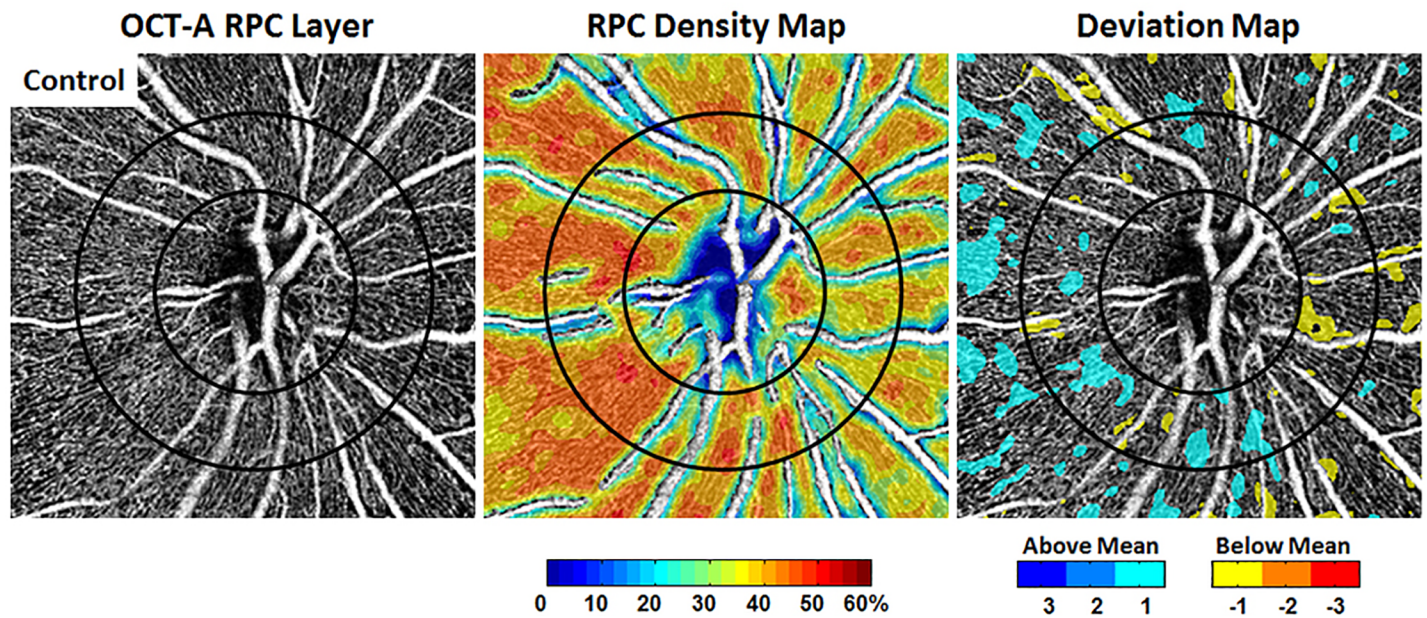 OCT-A RPC Layer
RPC Density Map
Deviation Map
Control
Above Mean
Below Mean
0 10 20 30 40 50 60%
3 2 1
-1 -2 -3